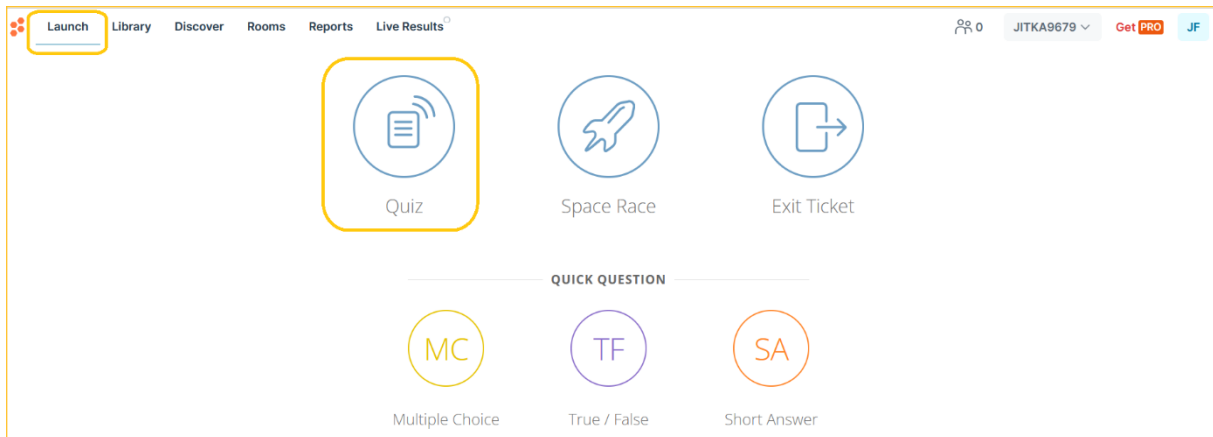 Launch Library Discover Rooms Reports Live Results 0 JITKA9679 Get PRO JF
Quiz Space Race Exit Ticket
QUICK QUESTION
MC TF SA
Multiple Choice True / False Short Answer